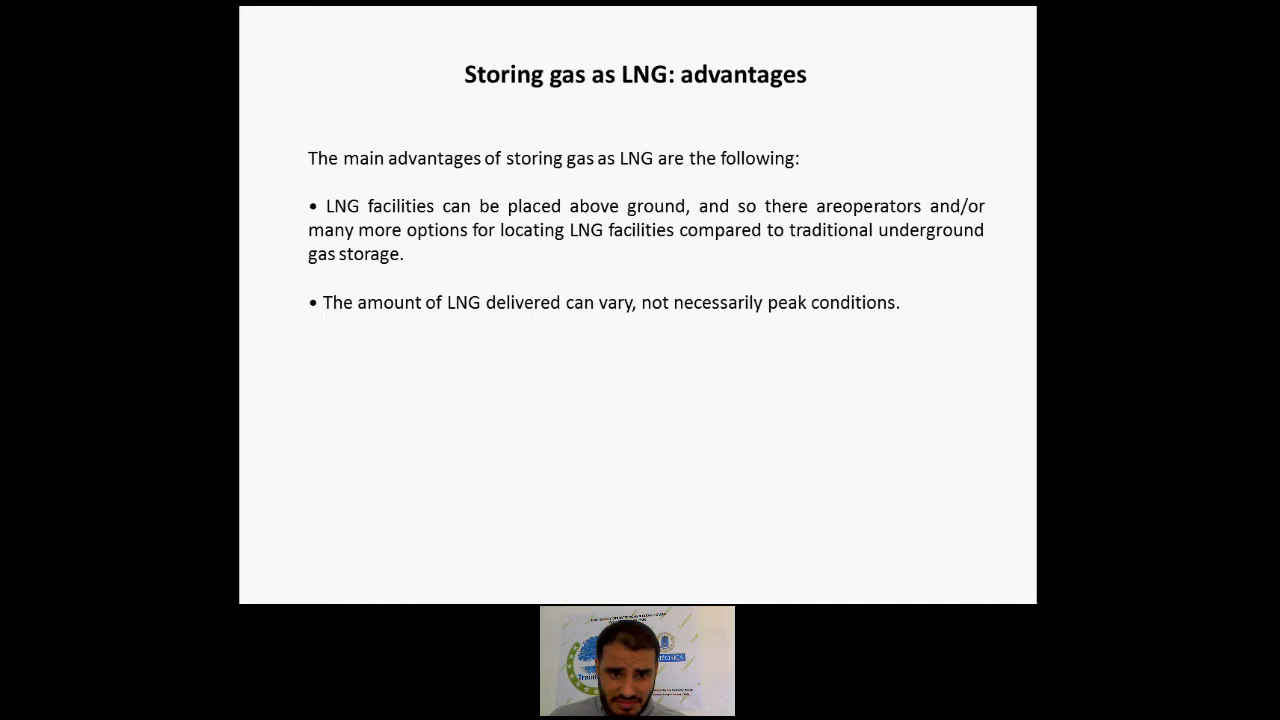 Storing gas as LNG: advantages
The main advantages of storing gas as LNG are the following:
• LNG facilities can be placed above ground, and so there areoperators and/or
many more options for locating LNG facilities compared to traditional underground
gas storage.
• The amount of LNG delivered can vary, not necessarily peak conditions.